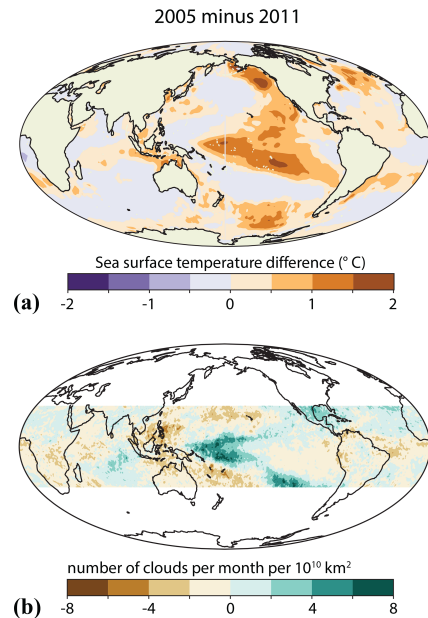 2005 minus 2011
Sea surface temperature difference (° C)
(a)
-2 -1 0 1 2
number of clouds per month per 10¹⁰ km²
(b)
-8 -4 0 4 8